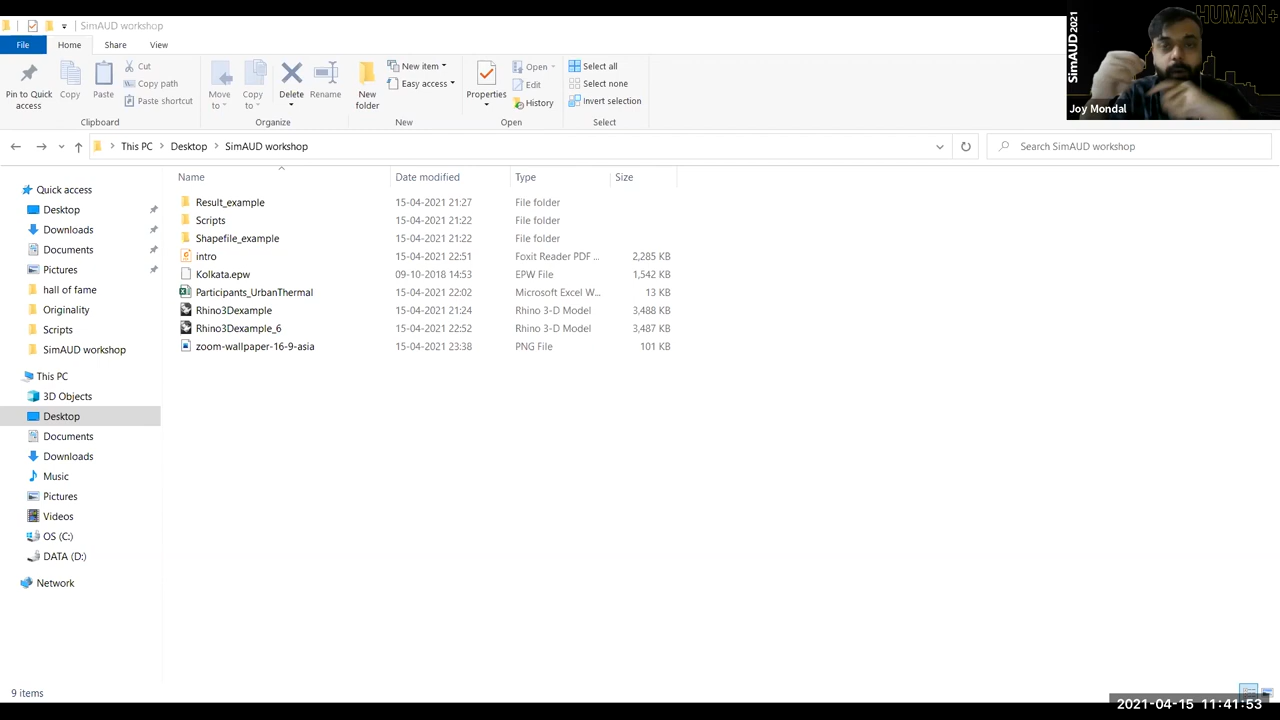 SimAUD workshop
File Home Share View
Pin to Quick access
Copy
Paste
Cut
Copy path
Paste shortcut
Clipboard
Move to
Copy to
Delete
Rename
Organize
New folder
New item
Easy access
New
Properties
Open
Edit
History
Open
Select all
Select none
Invert selection
Select
HUMAN+
SimAUD2021
Joy Mondal
This PC > Desktop > SimAUD workshop
Search SimAUD workshop
Quick access
Desktop
Downloads
Documents
Pictures
hall of fame
Originality
Scripts
SimAUD workshop
This PC
3D Objects
Desktop
Documents
Downloads
Music
Pictures
Videos
OS (C:)
DATA (D:)
Network
Name Date modified Type Size
Result_example 15-04-2021 21:27 File folder
Scripts 15-04-2021 21:22 File folder
Shapefile_example 15-04-2021 21:22 File folder
intro 15-04-2021 22:51 Foxit Reader PDF ... 2,285 KB
Kolkata.epw 09-10-2018 14:53 EPW File 1,542 KB
Participants_UrbanThermal 15-04-2021 22:02 Microsoft Excel W... 13 KB
Rhino3Dexample 15-04-2021 21:24 Rhino 3-D Model 3,488 KB
Rhino3Dexample_6 15-04-2021 22:52 Rhino 3-D Model 3,487 KB
zoom-wallpaper-16-9-asia 15-04-2021 23:38 PNG File 101 KB
9 items
2021-04-15 11:41:53